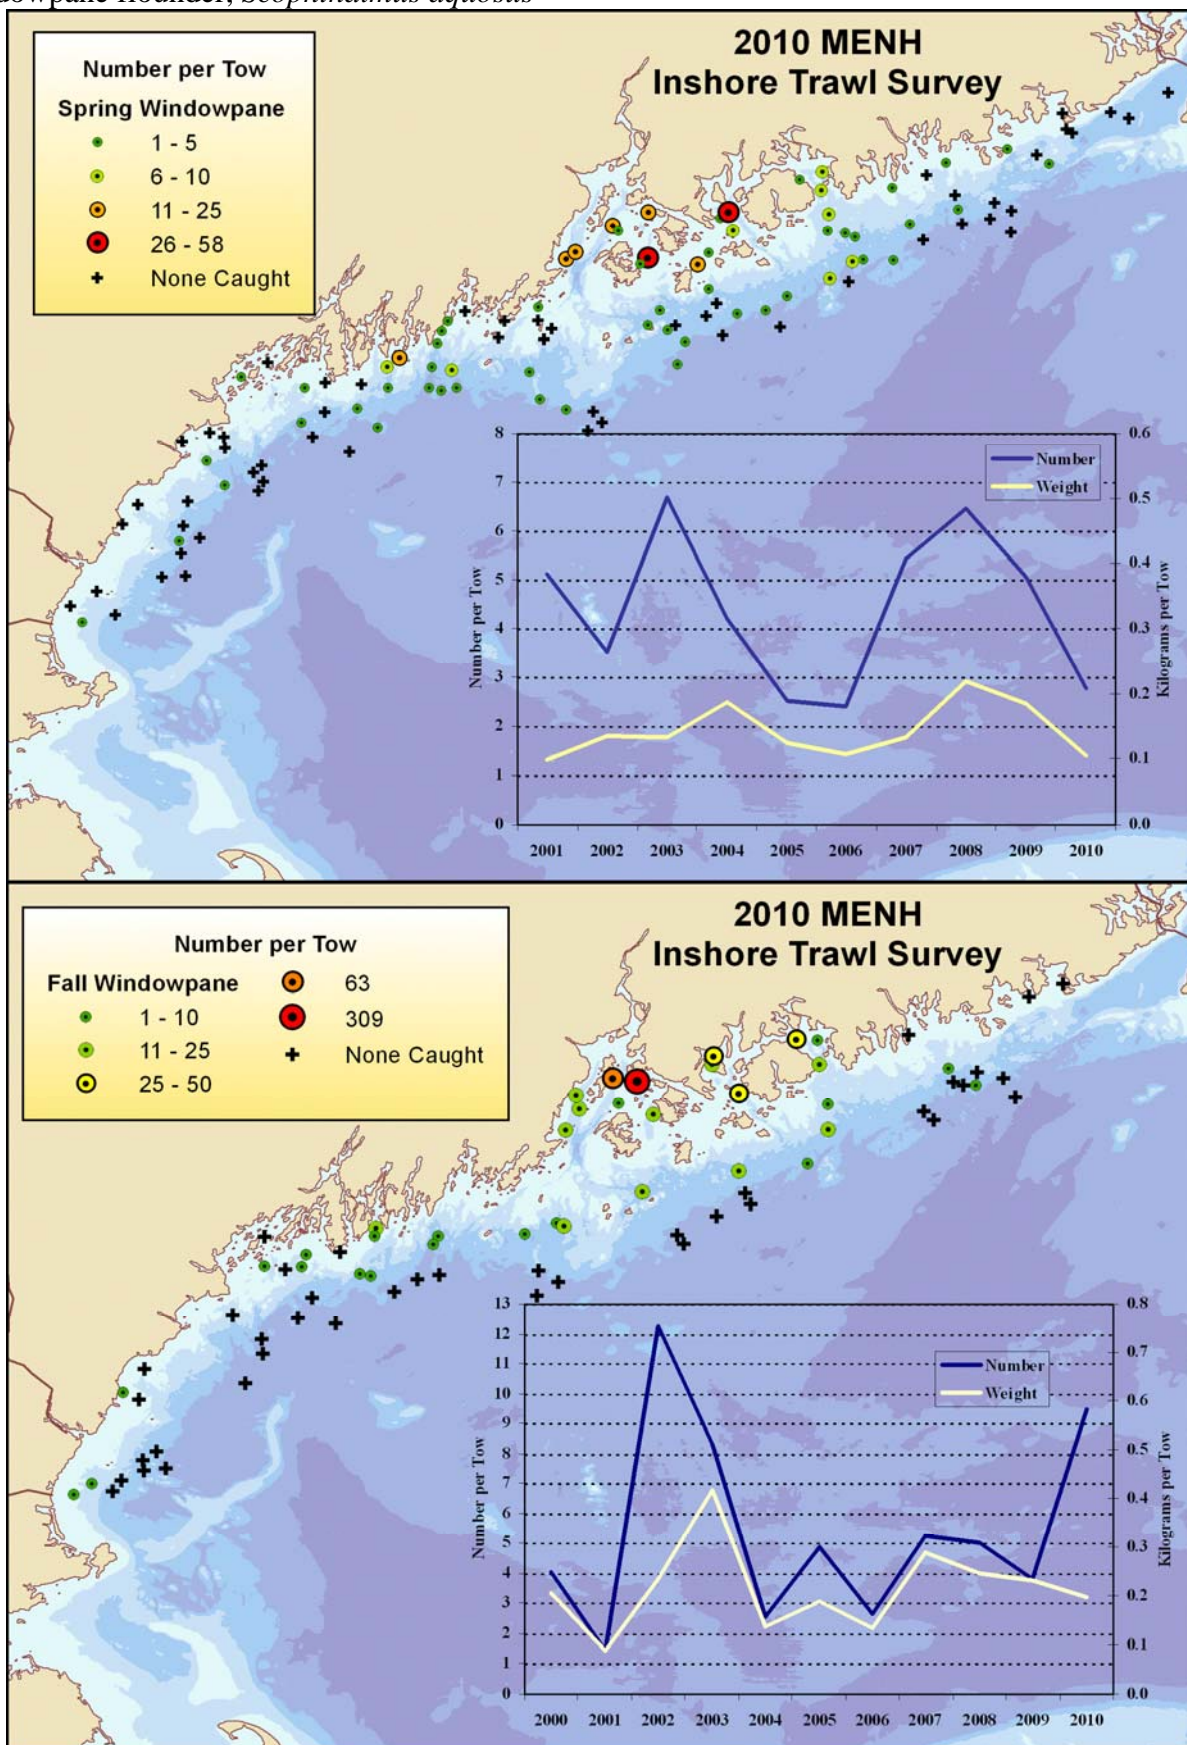 dowpane flounder, Scophthalmus aquosus
2010 MENH
Inshore Trawl Survey
Number per Tow
Spring Windowpane
1 - 5
6 - 10
11 - 25
26 - 58
None Caught
Number
Weight
Number per Tow
Kilograms per Tow
8
7
6
5
4
3
2
1
0
0.6
0.5
0.4
0.3
0.2
0.1
0.0
2001 2002 2003 2004 2005 2006 2007 2008 2009 2010
2010 MENH
Inshore Trawl Survey
Number per Tow
Fall Windowpane
1 - 10
11 - 25
25 - 50
63
309
None Caught
Number
Weight
Number per Tow
Kilograms per Tow
13
12
11
10
9
8
7
6
5
4
3
2
1
0
0.8
0.7
0.6
0.5
0.4
0.3
0.2
0.1
0.0
2000 2001 2002 2003 2004 2005 2006 2007 2008 2009 2010